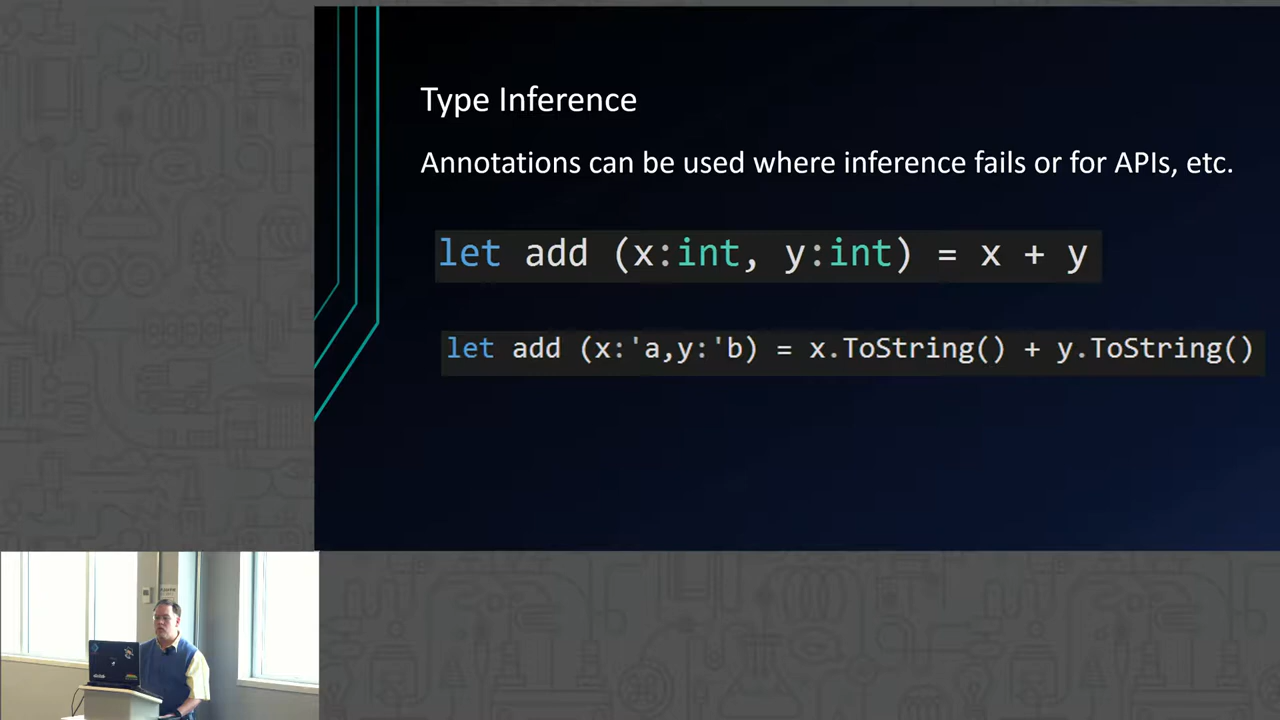 Type Inference
Annotations can be used where inference fails or for APIs, etc.
let add (x:int, y:int) = x + y
let add (x:'a,y:'b) = x.ToString() + y.ToString()